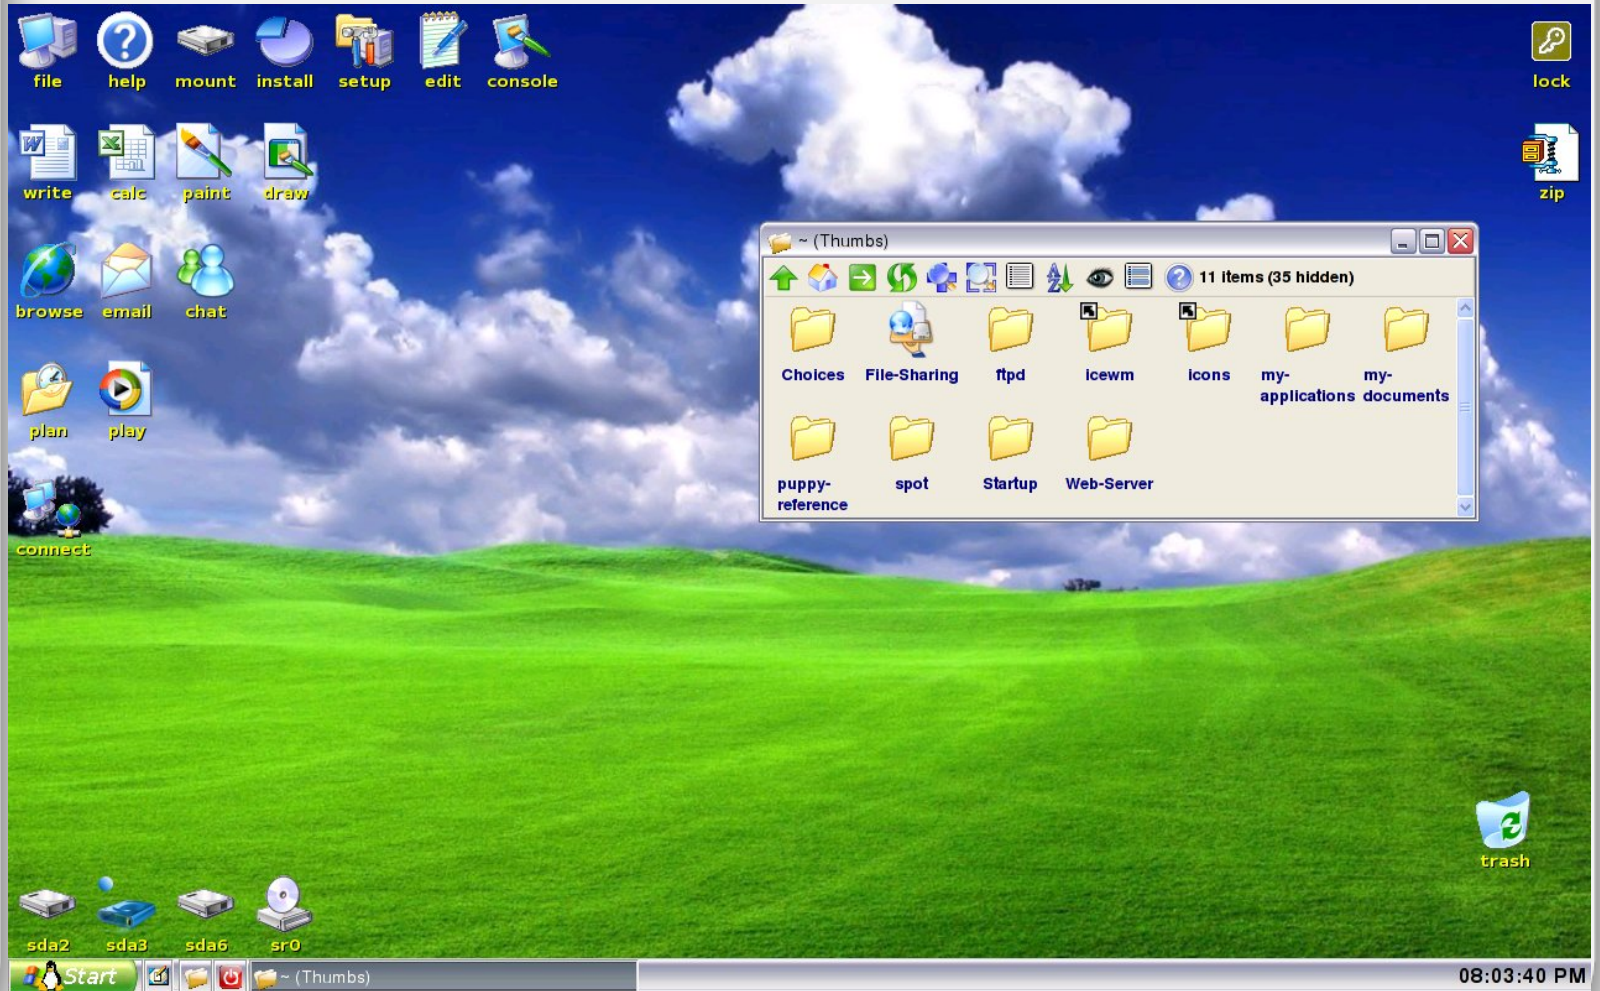 file help mount install setup edit console
lock
write calc paint draw
zip
browse email chat
~ (Thumbs)
11 items (35 hidden)
Choices File-Sharing ftpd icewm icons my-applications my-documents
puppy-reference spot Startup Web-Server
plan play
connect
trash
sda2 sda3 sda6 sr0
Start ~ (Thumbs) 08:03:40 PM